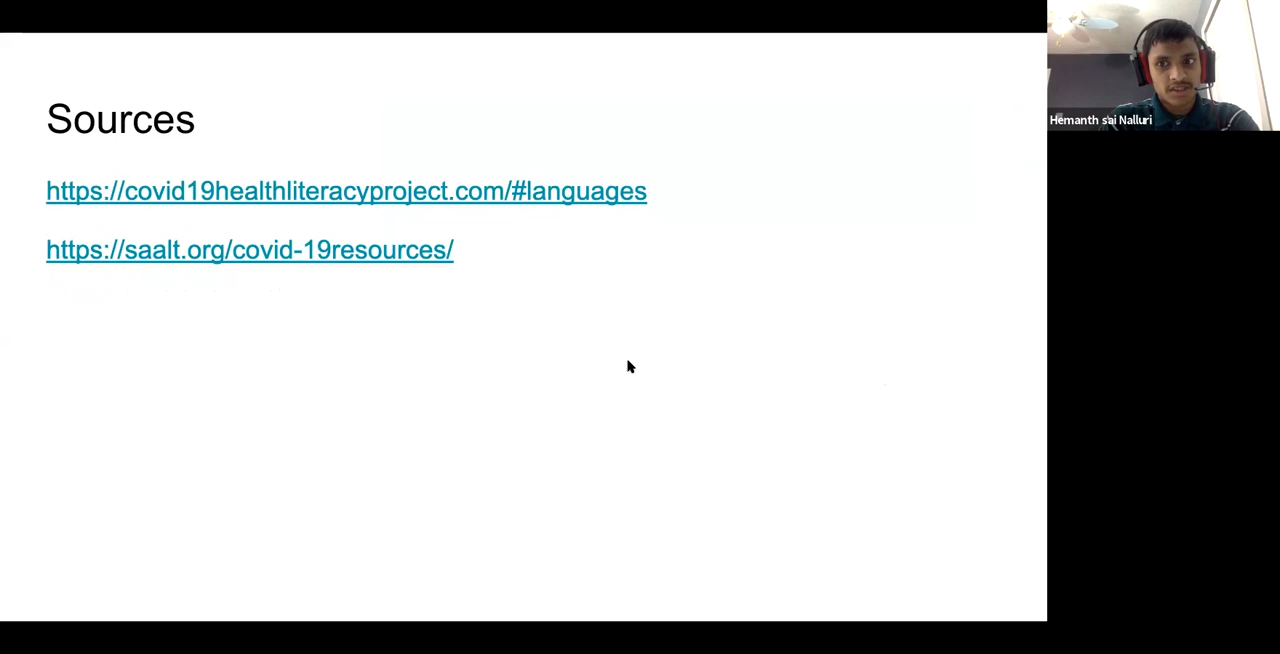 Sources
https://covid19healthliteracyproject.com/#languages
https://saalt.org/covid-19resources/
Hemanth sai Nalluri